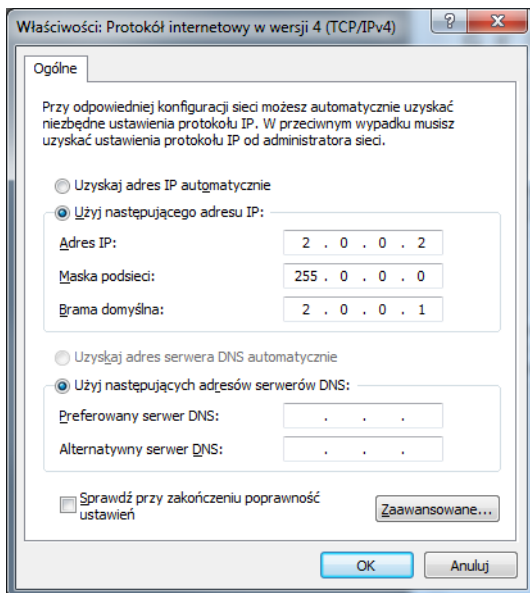 Właściwości: Protokół internetowy w wersji 4 (TCP/IPv4)
Ogólne
Przy odpowiedniej konfiguracji sieci możesz automatycznie uzyskać
niezbędne ustawienia protokołu IP. W przeciwnym wypadku musisz
uzyskać ustawienia protokołu IP od administratora sieci.
Uzyskaj adres IP automatycznie
Użyj następującego adresu IP:
Adres IP: 2 . 0 . 0 . 2
Maska podsieci: 255 . 0 . 0 . 0
Brama domyślna: 2 . 0 . 0 . 1
Uzyskaj adres serwera DNS automatycznie
Użyj następujących adresów serwerów DNS:
Preferowany serwer DNS: . . .
Alternatywny serwer DNS: . . .
Sprawdź przy zakończeniu poprawność
ustawień
Zaawansowane...
OK Anuluj